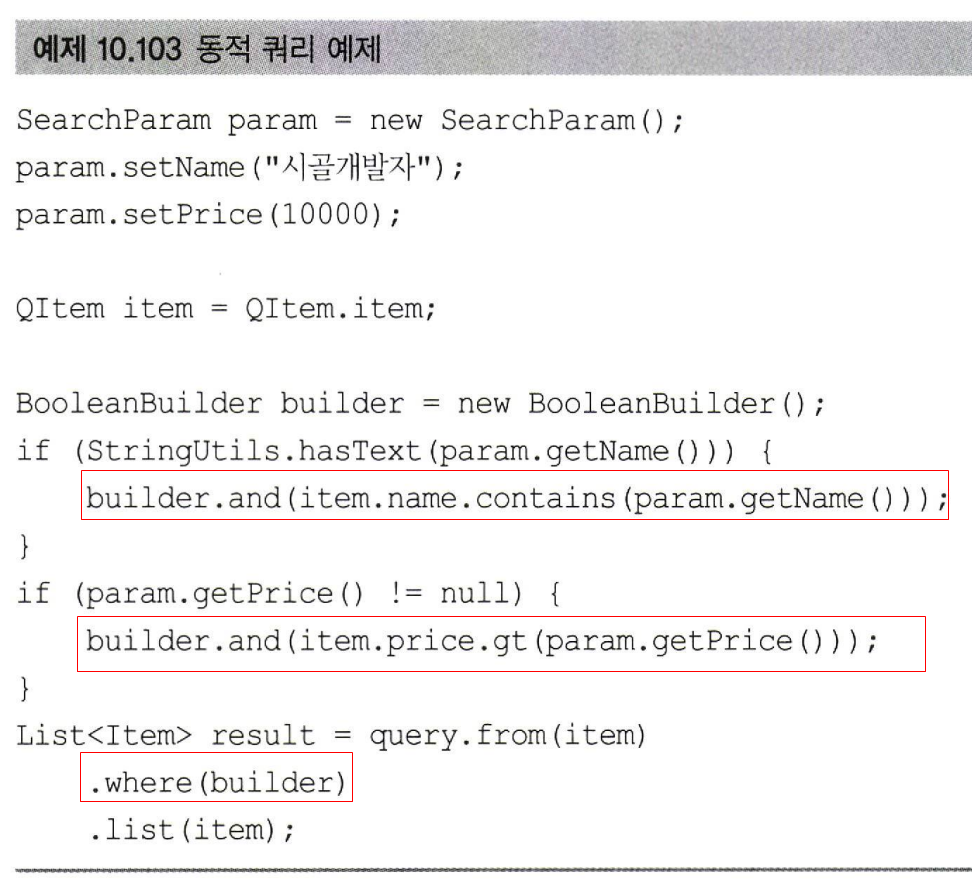 예제 10.103 동적 쿼리 예제
SearchParam param = new SearchParam();
param.setName("시골개발자");
param.setPrice(10000);
QItem item = QItem.item;
BooleanBuilder builder = new BooleanBuilder();
if (StringUtils.hasText(param.getName())) {
builder.and(item.name.contains(param.getName()));
}
if (param.getPrice() != null) {
builder.and(item.price.gt(param.getPrice()));
}
List<Item> result = query.from(item)
.where(builder)
.list(item);